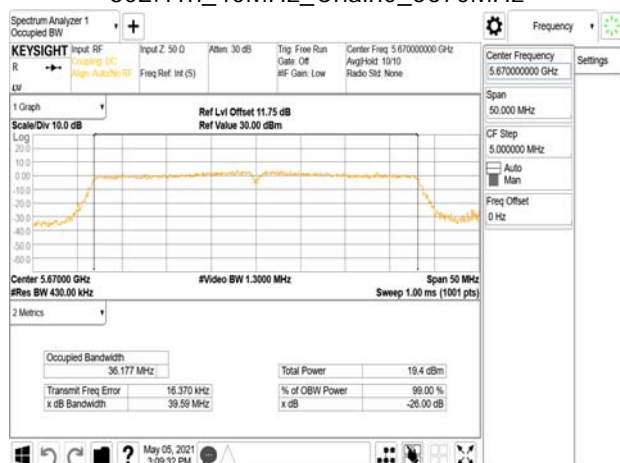 Spectrum Analyzer 1
Occupied BW
+
Frequency
KEYSIGHT
R
Input: RF
Coupling: DC
Align: Auto/No RF
Input Z: 50 Ω
Freq Ref: Int (S)
Atten: 30 dB
Trig: Free Run
Gate: Off
#IF Gain: Low
Center Freq: 5.670000000 GHz
Avg|Hold: 10/10
Radio Std: None
Center Frequency
5.670000000 GHz
Settings
Span
50.000 MHz
CF Step
5.000000 MHz
Auto
Man
Freq Offset
0 Hz
1 Graph
Scale/Div 10.0 dB
Ref Lvl Offset 11.75 dB
Ref Value 30.00 dBm
Log
20.0
10.0
0.00
-10.0
-20.0
-30.0
-40.0
-50.0
-60.0
Center 5.67000 GHz
#Video BW 1.3000 MHz
Span 50 MHz
#Res BW 430.00 kHz
Sweep 1.00 ms (1001 pts)
2 Metrics
Occupied Bandwidth
36.177 MHz
Total Power 19.4 dBm
Transmit Freq Error 16.370 kHz
% of OBW Power 99.00 %
x dB Bandwidth 39.59 MHz
x dB -26.00 dB
?
May 05, 2021
3:09:32 PM